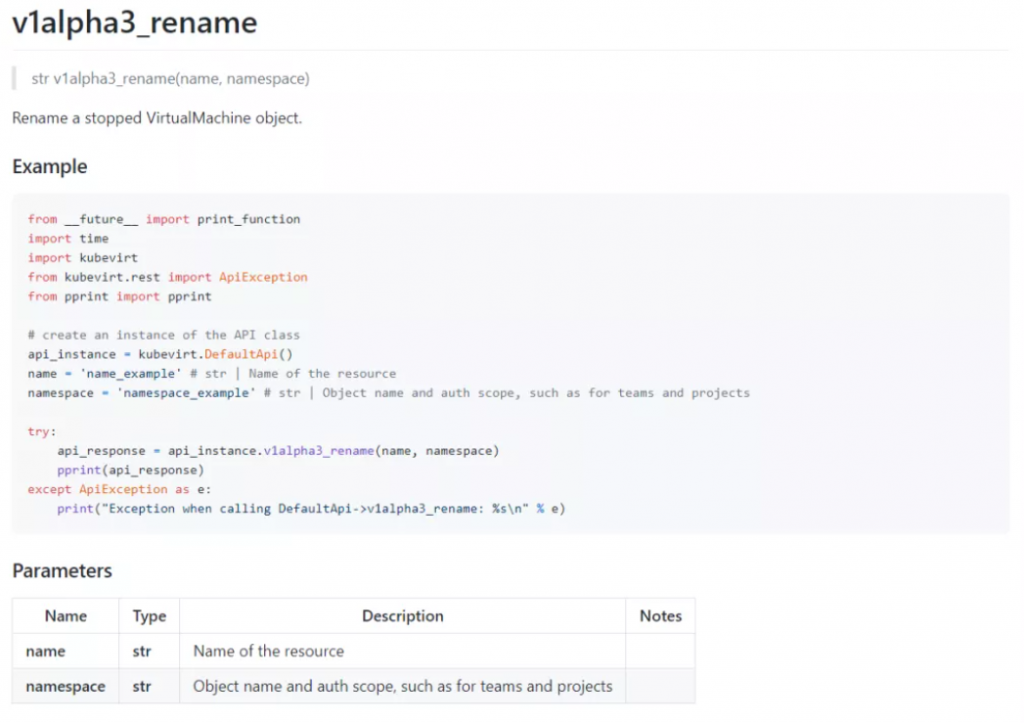 v1alpha3_rename
str v1alpha3_rename(name, namespace)
Rename a stopped VirtualMachine object.
Example
from __future__ import print_function
import time
import kubevirt
from kubevirt.rest import ApiException
from pprint import pprint
# create an instance of the API class
api_instance = kubevirt.DefaultApi()
name = 'name_example' # str | Name of the resource
namespace = 'namespace_example' # str | Object name and auth scope, such as for teams and projects
try:
    api_response = api_instance.v1alpha3_rename(name, namespace)
    pprint(api_response)
except ApiException as e:
    print("Exception when calling DefaultApi->v1alpha3_rename: %s\n" % e)
Parameters
Name Type Description Notes
name str Name of the resource
namespace str Object name and auth scope, such as for teams and projects